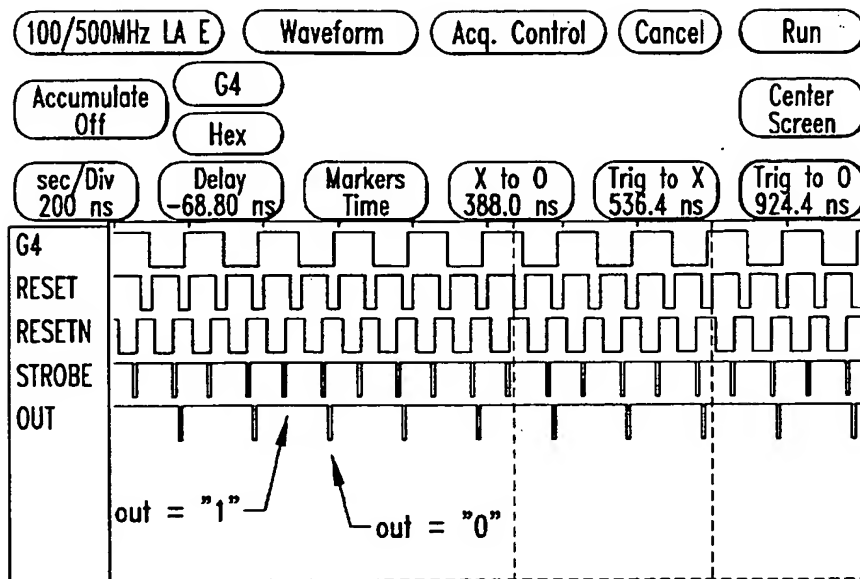 100/500MHz LA E Waveform Acq. Control Cancel Run
Accumulate Off G4 Hex Center Screen
sec/Div 200 ns Delay -68.80 ns Markers Time X to O 388.0 ns Trig to X 536.4 ns Trig to O 924.4 ns
G4
RESET
RESETN
STROBE
OUT
out = "1"
out = "0"